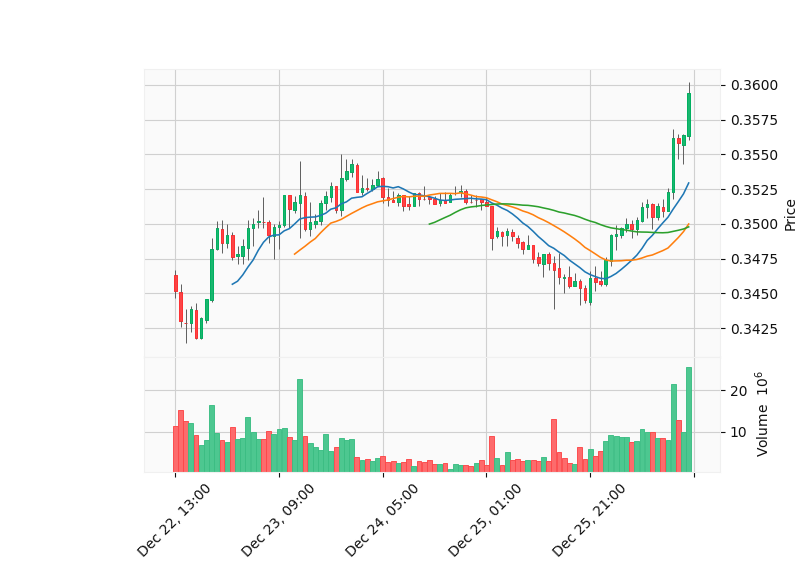 0.3600
0.3575
0.3550
0.3525
0.3500
0.3475
0.3450
0.3425
Price
20
10
Volume 10^6
Dec 22, 13:00
Dec 23, 09:00
Dec 24, 05:00
Dec 25, 01:00
Dec 25, 21:00